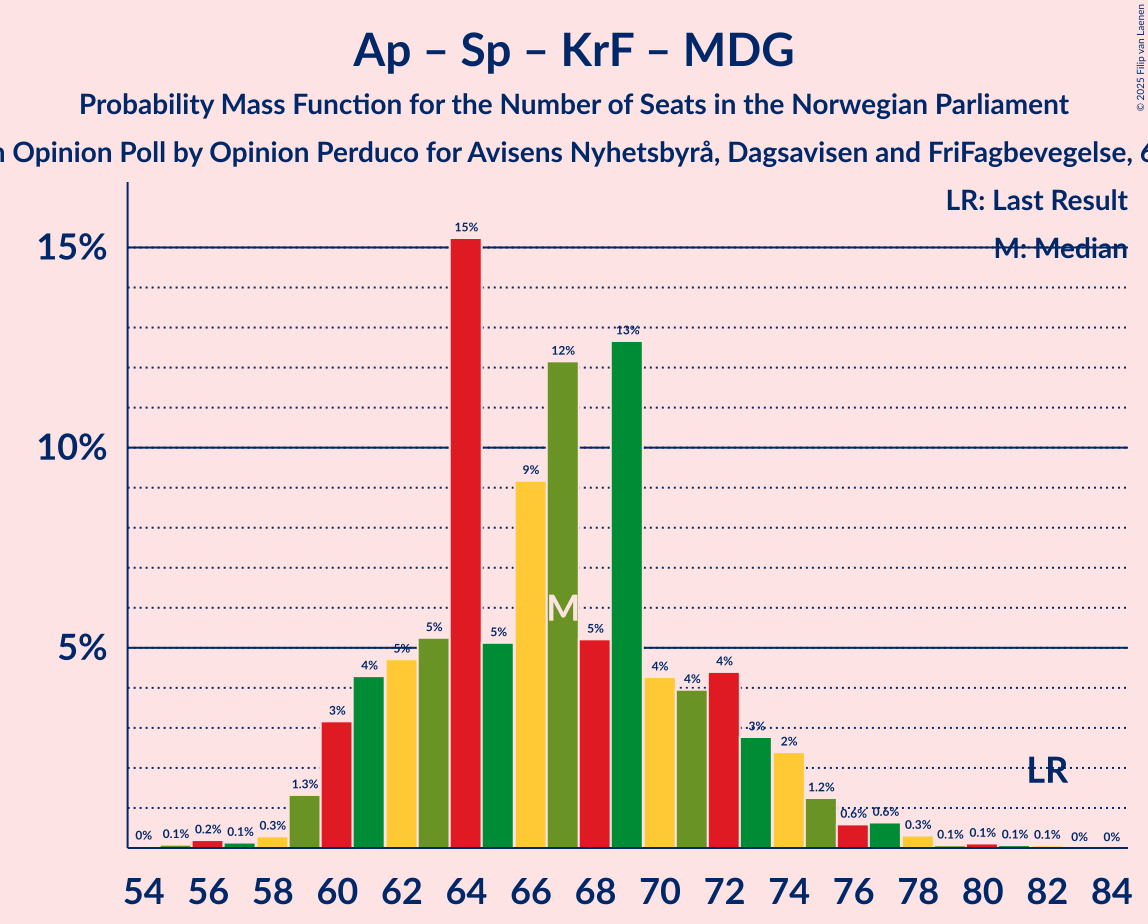 Ap – Sp – KrF – MDG
Probability Mass Function for the Number of Seats in the Norwegian Parliament
Opinion Poll by Opinion Perduco for Avisens Nyhetsbyrå, Dagsavisen and FriFagbevegelse,
© 2025 Filip van Laenen
LR: Last Result
M: Median
15%
10%
5%
0% 0.1% 0.2% 0.1% 0.3% 1.3% 3% 4% 5% 5% 15% 5% 9% 12% 5% 13% 4% 4% 4% 3% 2% 1.2% 0.6% 0.6% 0.3% 0.1% 0.1% 0.1% 0.1% 0% 0%
M
LR
54 56 58 60 62 64 66 68 70 72 74 76 78 80 82 84